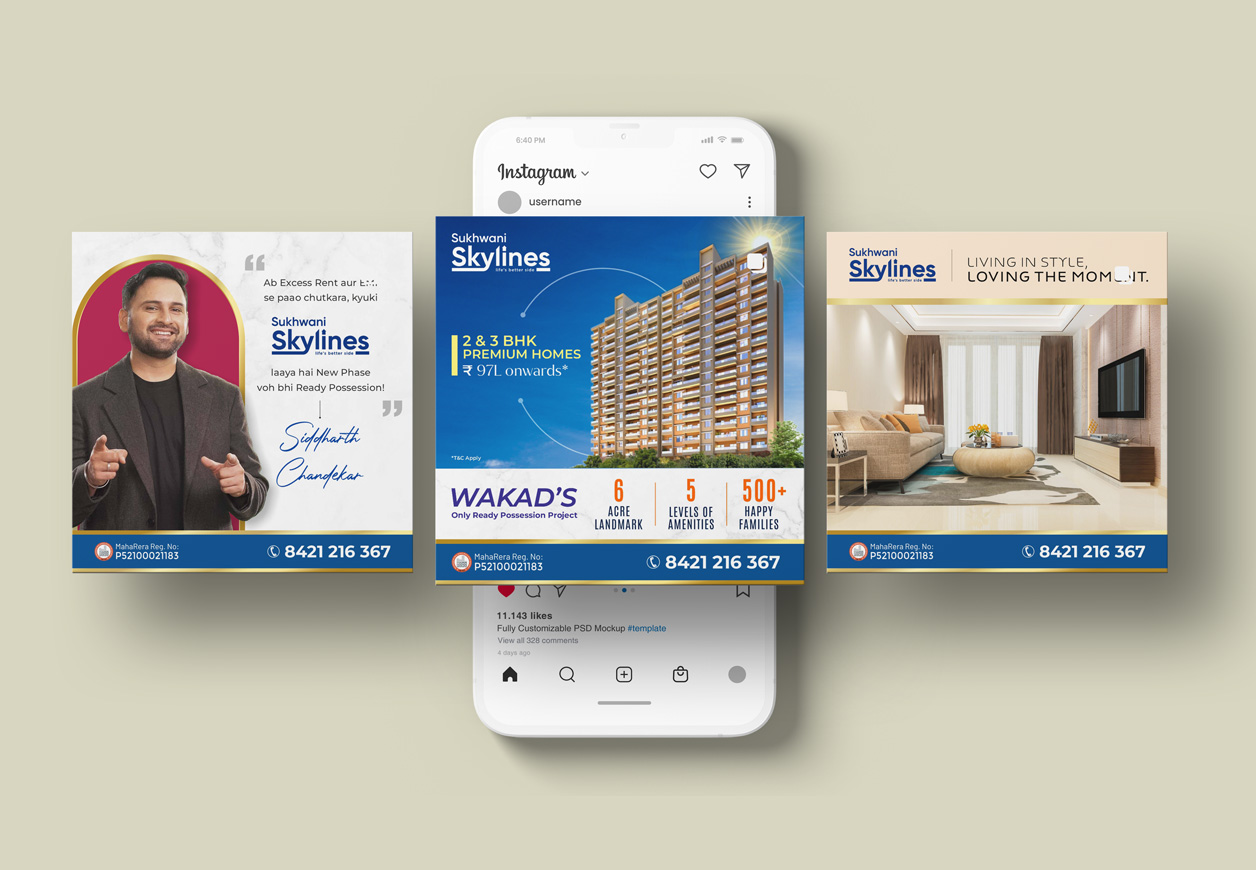 6:40 PM
Instagram
username
Ab Excess Rent aur
se paao chutkara, kyuki
Sukhwani
Skylines
life's better side
laaya hai New Phase
voh bhi Ready Possession!
Siddharth
Chandekar
MahaRera Reg. No:
P52100021183
8421 216 367
Sukhwani
Skylines
life's better side
2 & 3 BHK
PREMIUM HOMES
₹ 97L onwards*
*T&C Apply
WAKAD'S
Only Ready Possession Project
6
ACRE
LANDMARK
5
LEVELS OF
AMENITIES
500+
HAPPY
FAMILIES
MahaRera Reg. No:
P52100021183
8421 216 367
11.143 likes
Fully Customizable PSD Mockup #template
View all 328 comments
4 days ago
Sukhwani
Skylines
life's better side
LIVING IN STYLE,
LOVING THE
MahaRera Reg. No:
P52100021183
8421 216 367